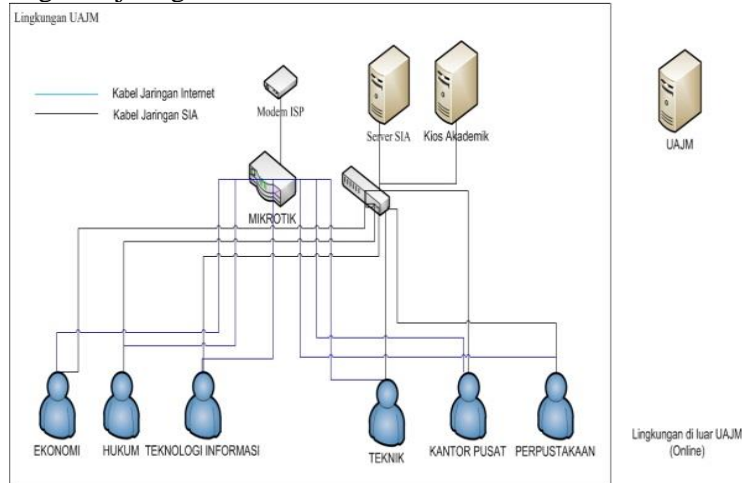 Lingkungan UAJM
Kabel Jaringan Internet
Kabel Jaringan SIA
Modem ISP
Server SIA
Kios Akademik
UAJM
MIKROTIK
EKONOMI
HUKUM
TEKNOLOGI INFORMASI
TEKNIK
KANTOR PUSAT
PERPUSTAKAAN
Lingkungan di luar UAJM
(Online)